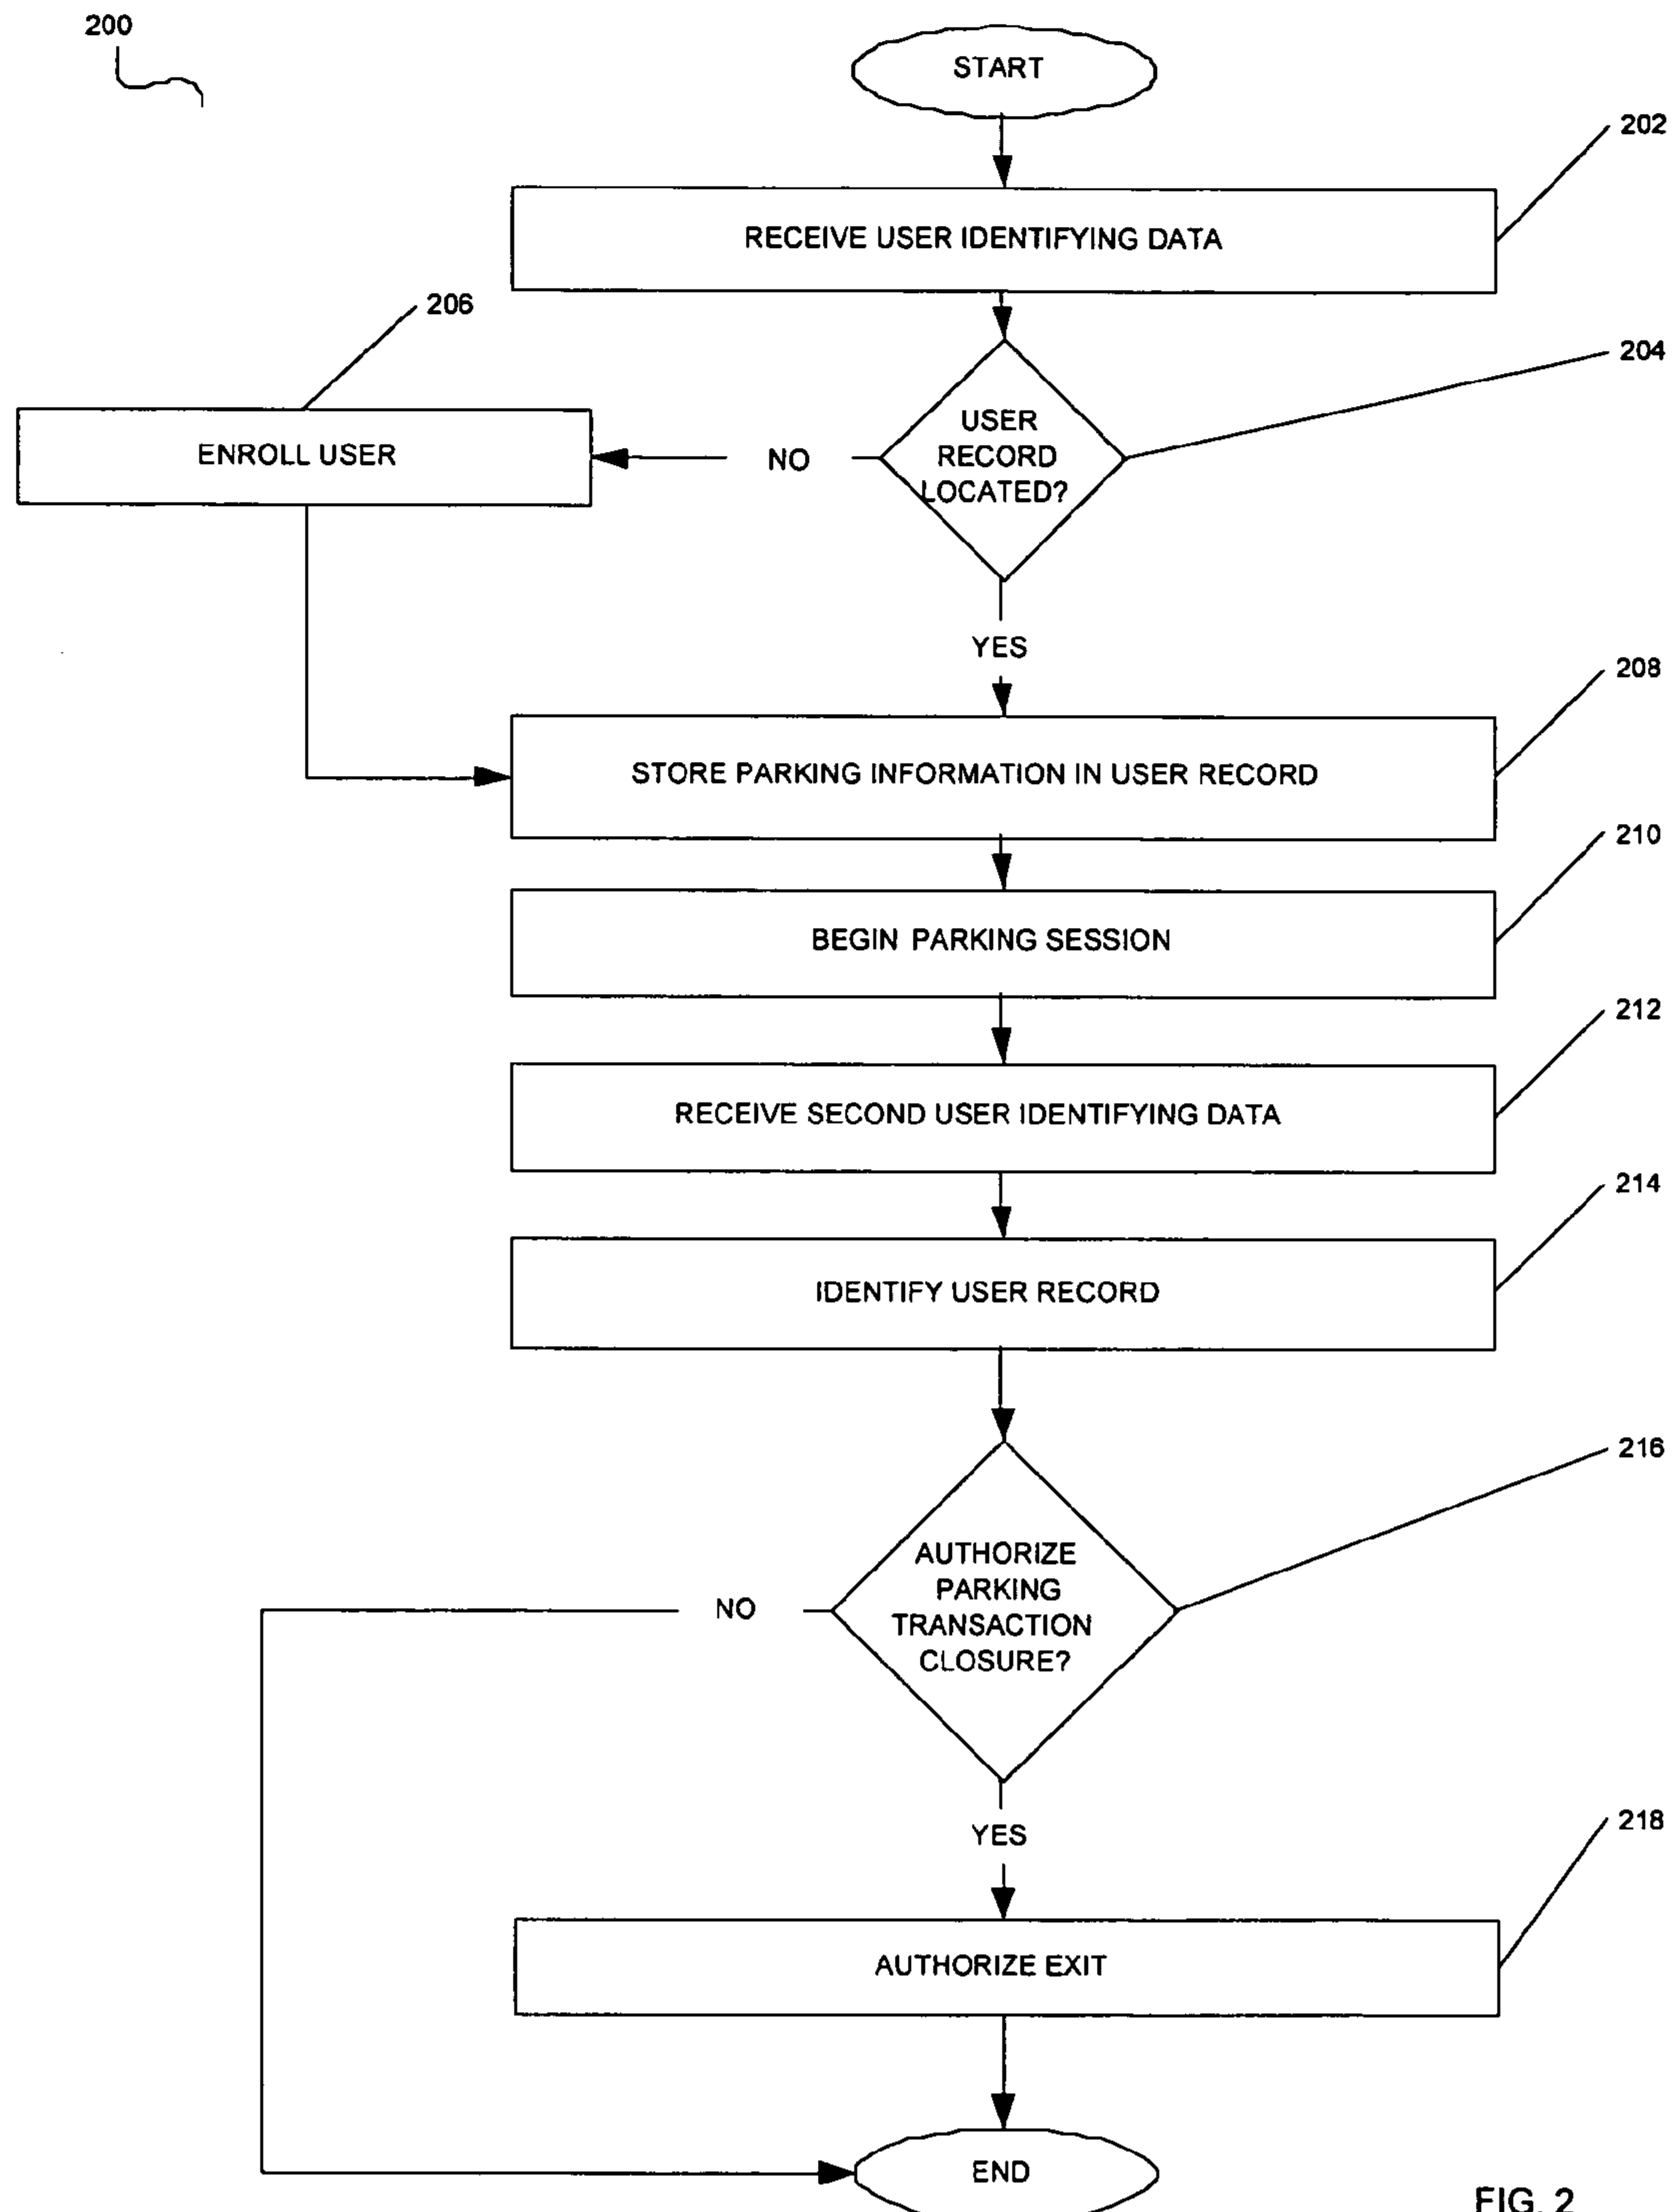 200
START
202
RECEIVE USER IDENTIFYING DATA
206
204
ENROLL USER
NO
USER
RECORD
LOCATED?
YES
208
STORE PARKING INFORMATION IN USER RECORD
210
BEGIN PARKING SESSION
212
RECEIVE SECOND USER IDENTIFYING DATA
214
IDENTIFY USER RECORD
216
AUTHORIZE
PARKING
TRANSACTION
CLOSURE?
NO
YES
218
AUTHORIZE EXIT
END
FIG. 2